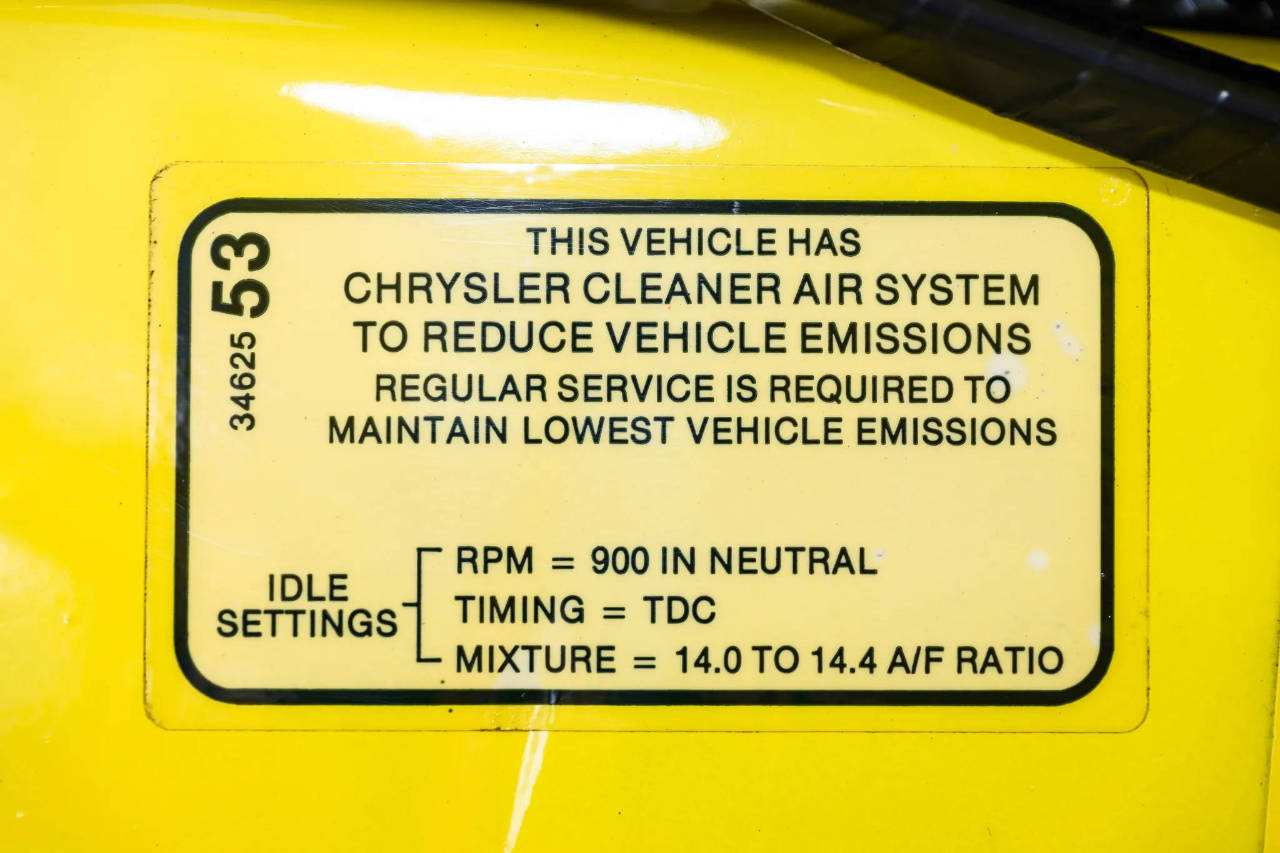 34625 53
THIS VEHICLE HAS
CHRYSLER CLEANER AIR SYSTEM
TO REDUCE VEHICLE EMISSIONS
REGULAR SERVICE IS REQUIRED TO
MAINTAIN LOWEST VEHICLE EMISSIONS
IDLE
SETTINGS
RPM = 900 IN NEUTRAL
TIMING = TDC
MIXTURE = 14.0 TO 14.4 A/F RATIO